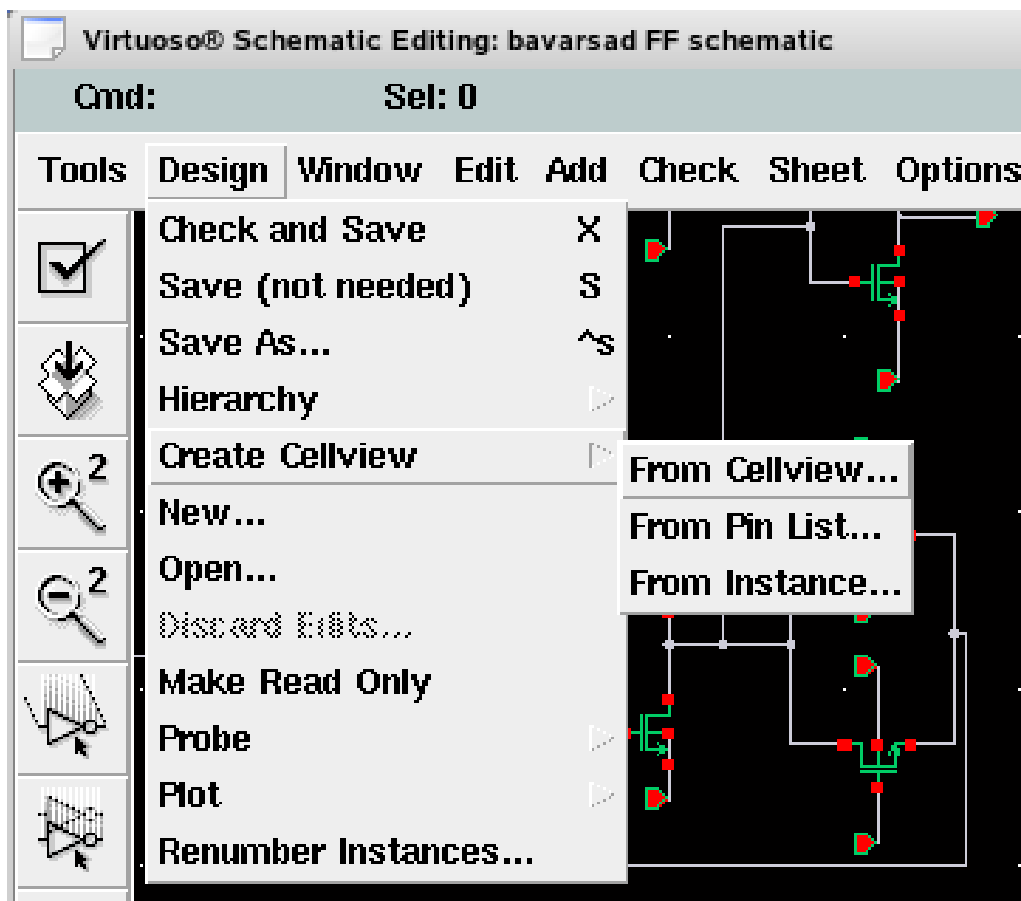 Virtuoso® Schematic Editing: bavarsad FF schematic
Cmd: Sel: 0
Tools Design Window Edit Add Check Sheet Options
Check and Save X
Save (not needed) S
Save As... ^s
Hierarchy
Create Cellview
From Cellview...
From Pin List...
From Instance...
New...
Open...
Discard Edits...
Make Read Only
Probe
Plot
Renumber Instances...
2
2